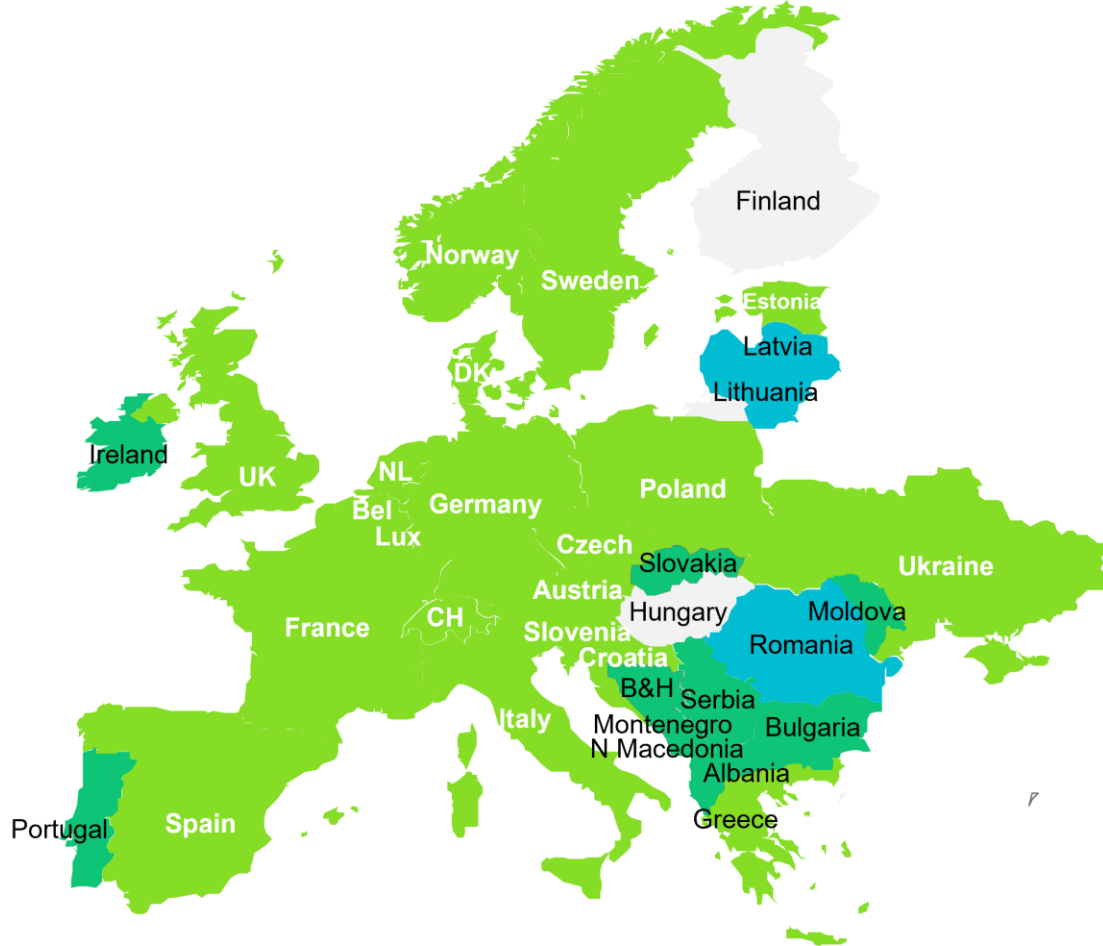 Finland
Norway
Sweden
Estonia
Latvia
DK
Lithuania
Ireland
NL
UK
Poland
Germany
Bel
Lux
Czech
Slovakia
Ukraine
Austria
Hungary
Moldova
CH
France
Slovenia
Romania
Croatia
B&H
Serbia
Italy
Montenegro
Bulgaria
N Macedonia
Albania
Portugal
Spain
Greece